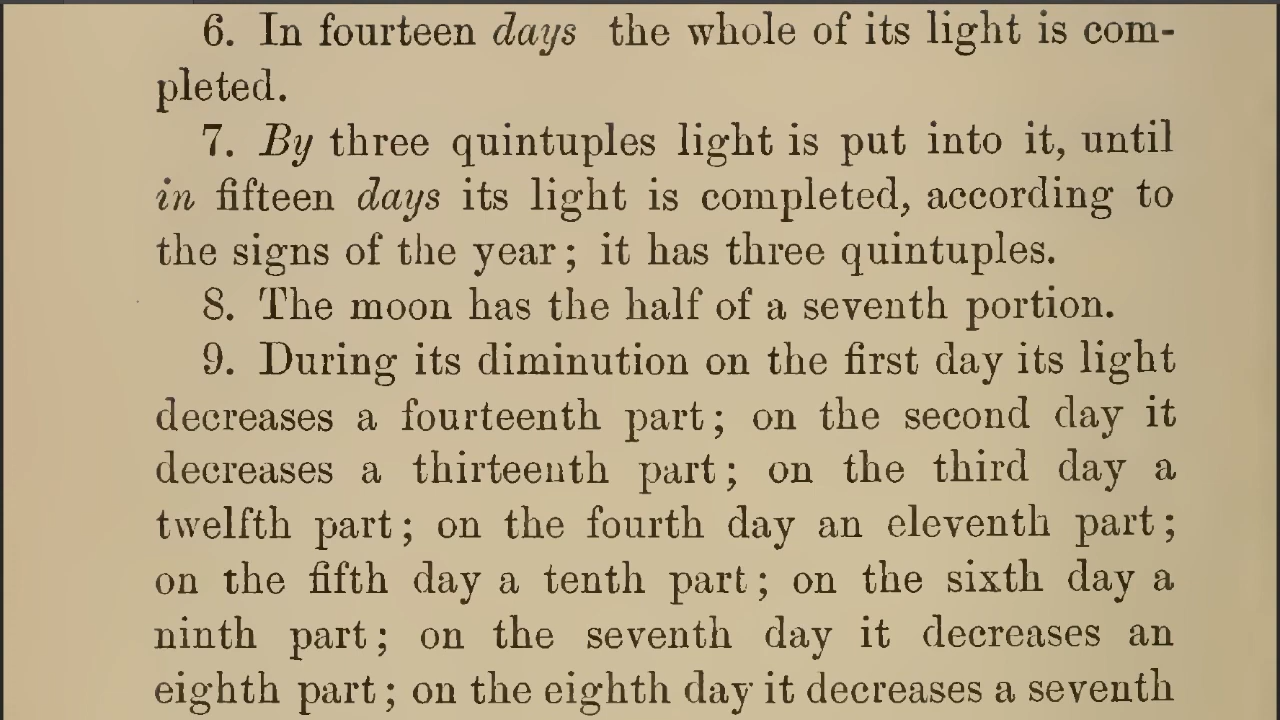 6. In fourteen days the whole of its light is com-
pleted.
7. By three quintuples light is put into it, until
in fifteen days its light is completed, according to
the signs of the year; it has three quintuples.
8. The moon has the half of a seventh portion.
9. During its diminution on the first day its light
decreases a fourteenth part; on the second day it
decreases a thirteenth part; on the third day a
twelfth part; on the fourth day an eleventh part;
on the fifth day a tenth part; on the sixth day a
ninth part; on the seventh day it decreases an
eighth part; on the eighth day it decreases a seventh